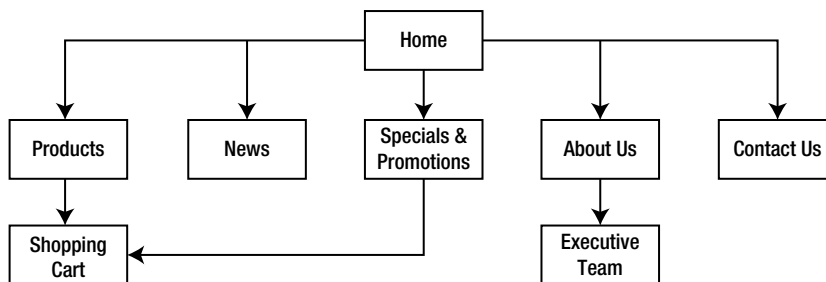 Home
Products
News
Specials &
Promotions
About Us
Contact Us
Shopping
Cart
Executive
Team